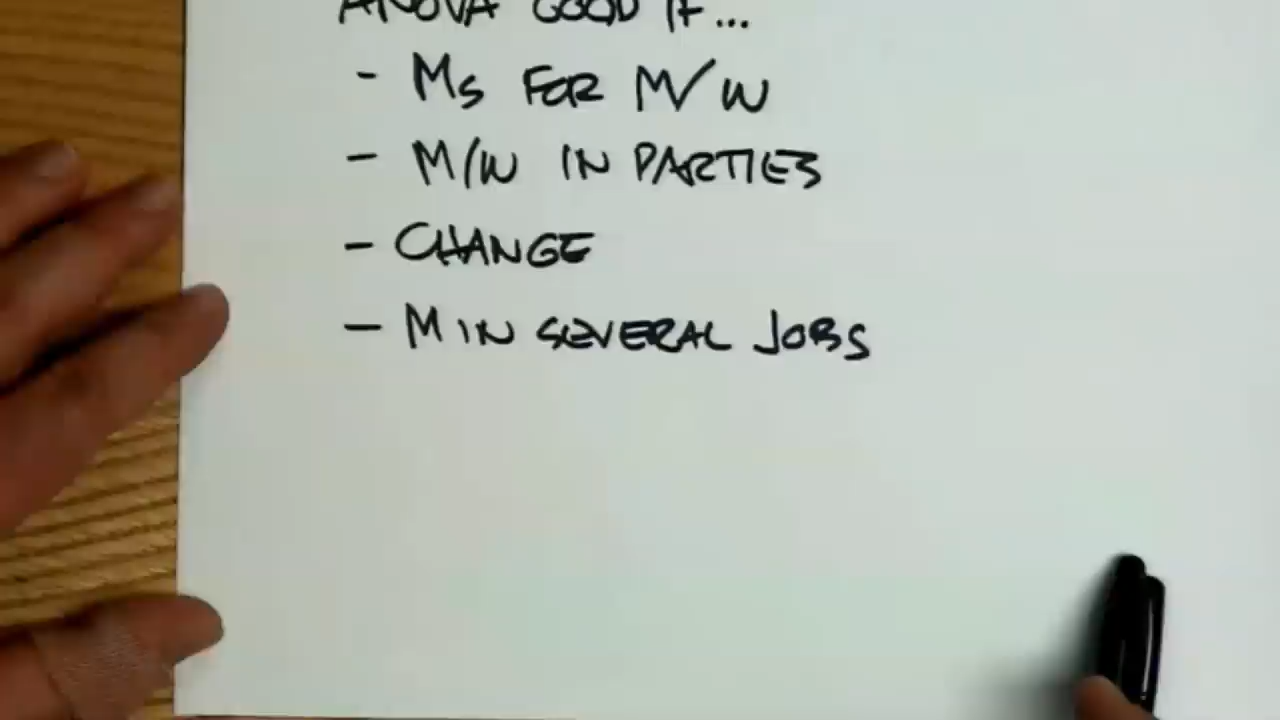 ANOVA GOOD IF...
- Ms FOR M/W
- M/W IN PARTIES
- CHANGE
- M IN SEVERAL JOBS